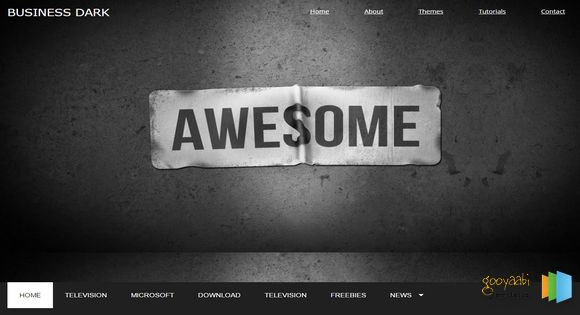 BUSINESS DARK
Home About Themes Tutorials Contact
AWESOME
gooyaabi
HOME TELEVISION MICROSOFT DOWNLOAD TELEVISION FREEBIES NEWS